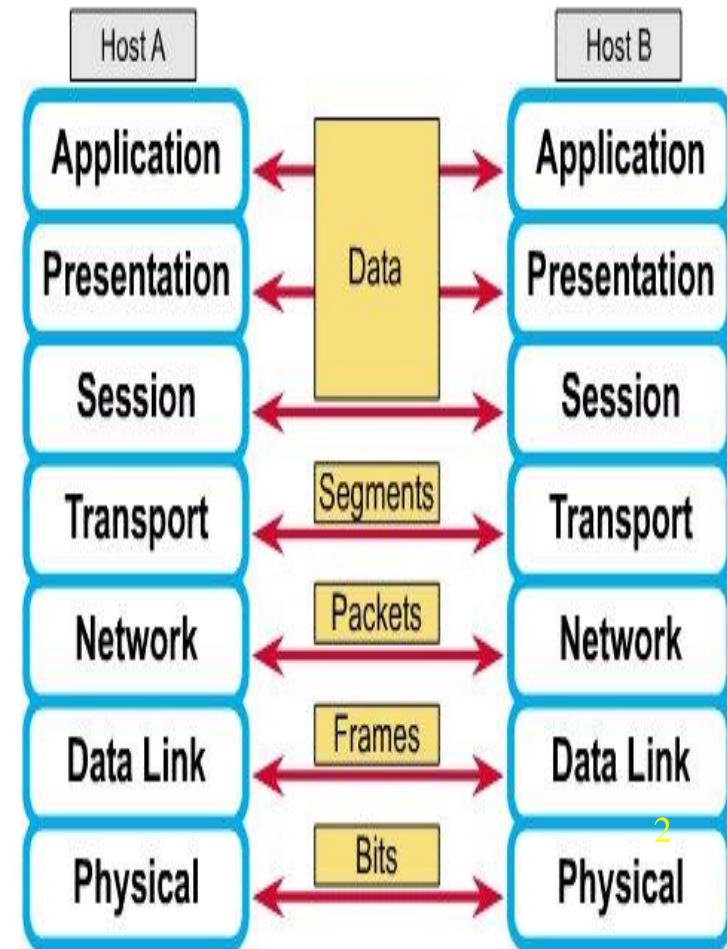 Host A
Host B
Application
Application
Presentation
Data
Presentation
Session
Session
Segments
Transport
Transport
Packets
Network
Network
Frames
Data Link
Data Link
2
Bits
Physical
Physical